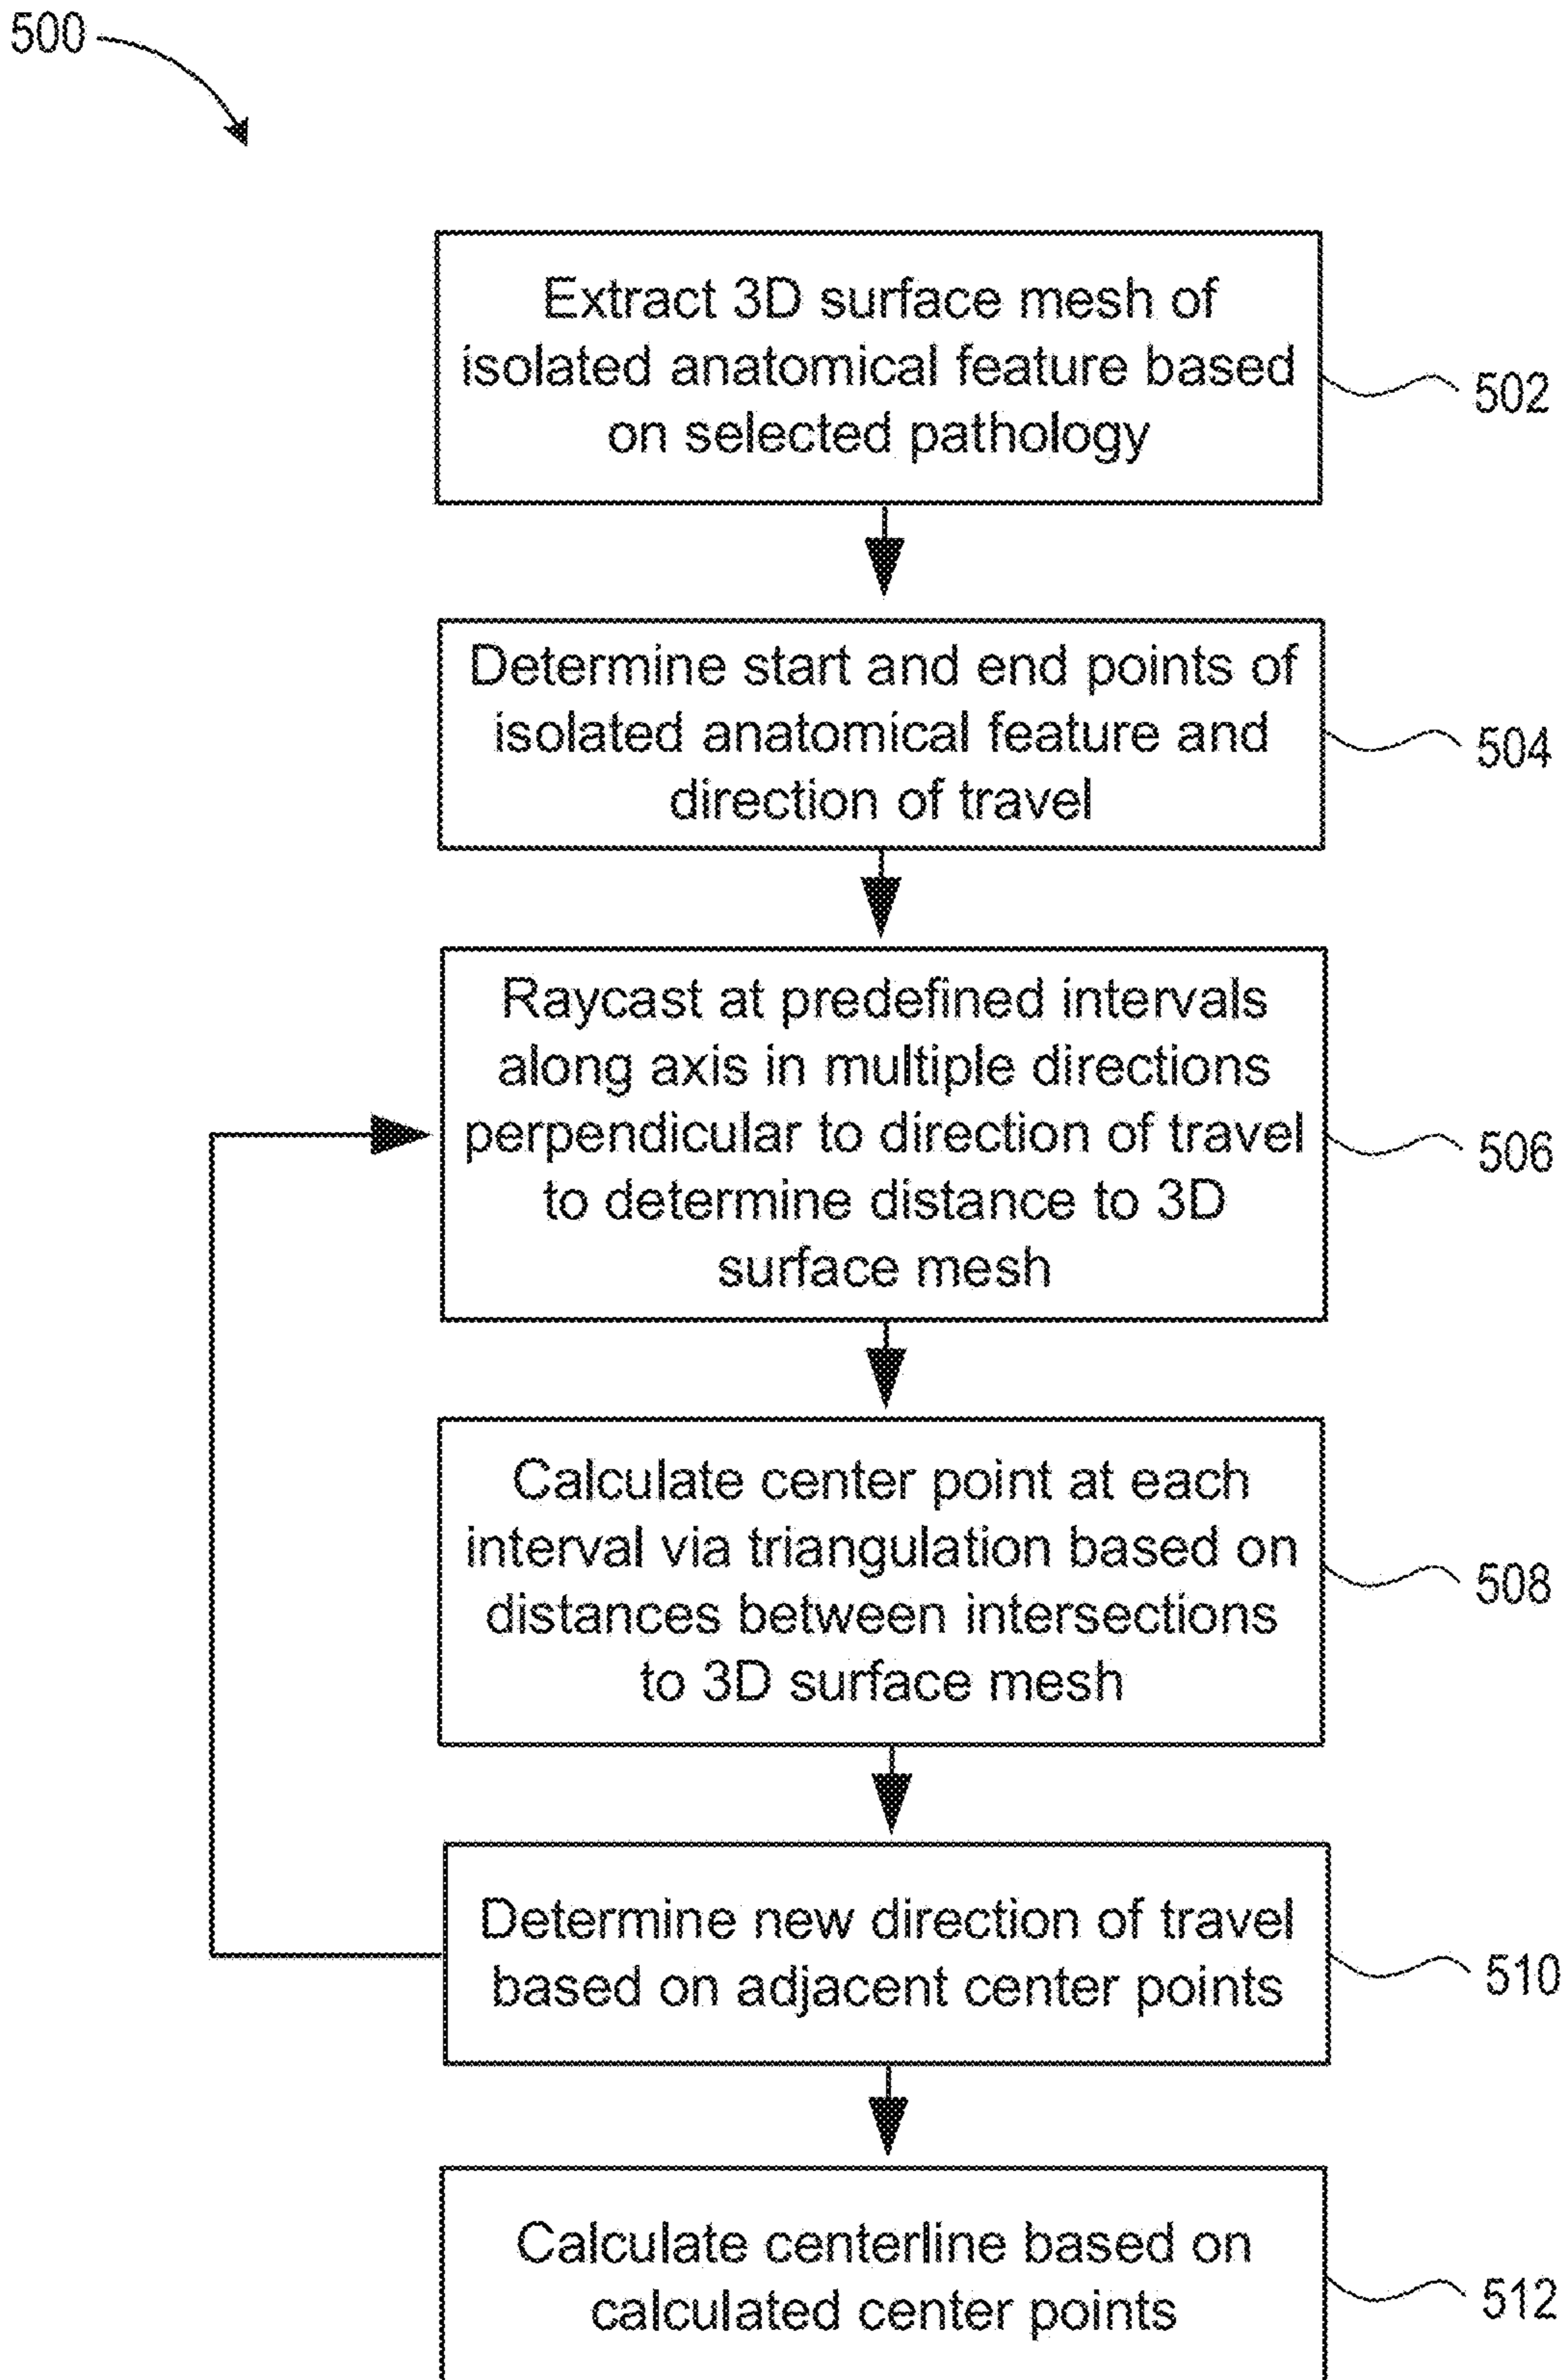 500
Extract 3D surface mesh of
isolated anatomical feature based
on selected pathology
502
Determine start and end points of
isolated anatomical feature and
direction of travel
504
Raycast at predefined intervals
along axis in multiple directions
perpendicular to direction of travel
to determine distance to 3D
surface mesh
506
Calculate center point at each
interval via triangulation based on
distances between intersections
to 3D surface mesh
508
Determine new direction of travel
based on adjacent center points
510
Calculate centerline based on
calculated center points
512